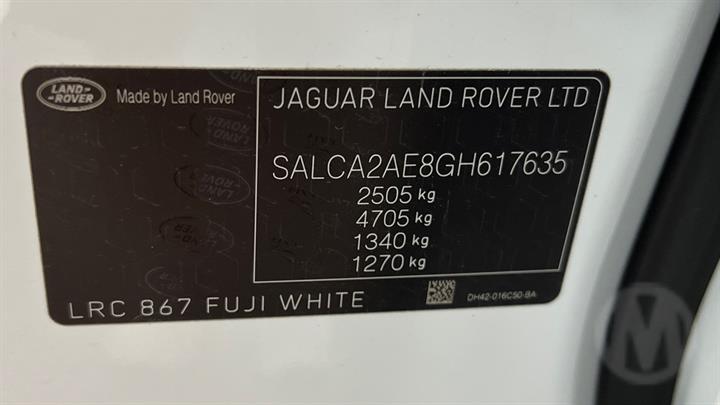 LAND-
ROVER
Made by Land Rover
JAGUAR LAND ROVER LTD
SALCA2AE8GH617635
2505 kg
4705 kg
1340 kg
1270 kg
LRC 867 FUJI WHITE
DH42-016C50-BA
M